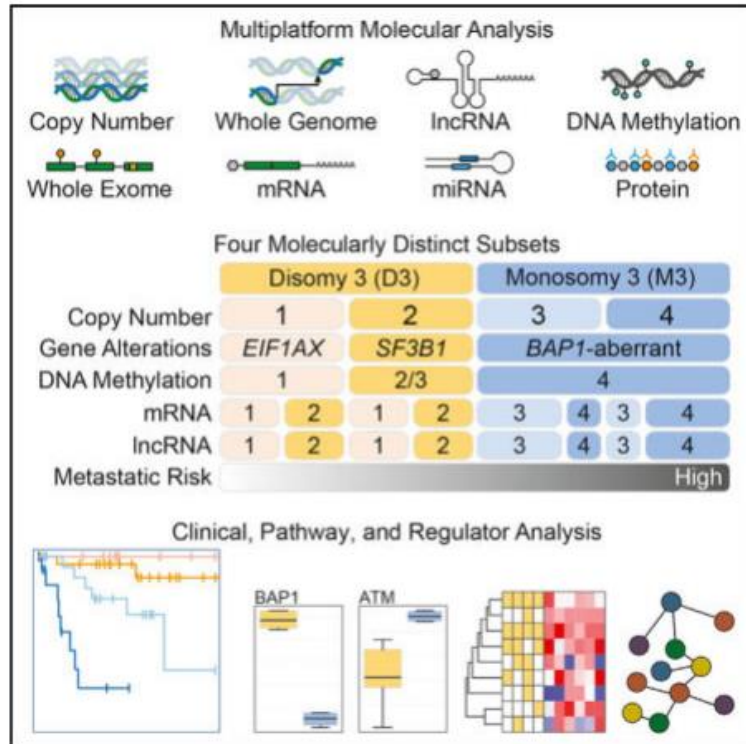 Multiplatform Molecular Analysis
Copy Number Whole Genome lncRNA DNA Methylation
Whole Exome mRNA miRNA Protein
Four Molecularly Distinct Subsets
Disomy 3 (D3) Monosomy 3 (M3)
Copy Number 1 2 3 4
Gene Alterations EIF1AX SF3B1 BAP1-aberrant
DNA Methylation 1 2/3 4
mRNA 1 2 1 2 3 4 3 4
lncRNA 1 2 1 2 3 4 3 4
Metastatic Risk High
Clinical, Pathway, and Regulator Analysis
BAP1 ATM